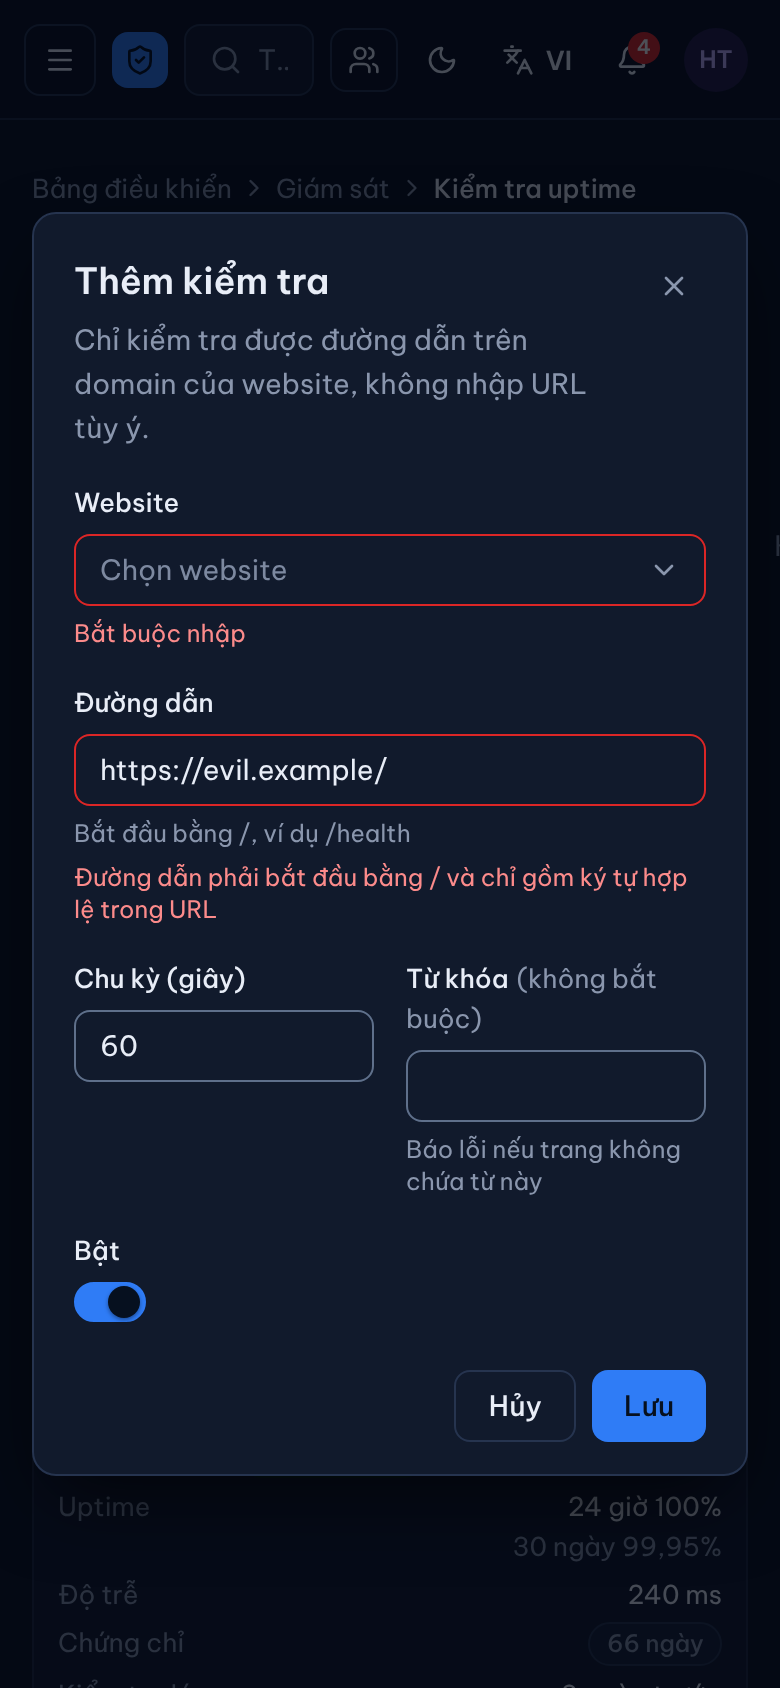 T..
VI
4
HT
Bảng điều khiển > Giám sát > Kiểm tra uptime
Thêm kiểm tra
Chỉ kiểm tra được đường dẫn trên
domain của website, không nhập URL
tùy ý.
Website
Chọn website
Bắt buộc nhập
Đường dẫn
https://evil.example/
Bắt đầu bằng /, ví dụ /health
Đường dẫn phải bắt đầu bằng / và chỉ gồm ký tự hợp
lệ trong URL
Chu kỳ (giây)
60
Từ khóa (không bắt
buộc)
Báo lỗi nếu trang không
chứa từ này
Bật
Hủy
Lưu
Uptime
24 giờ 100%
30 ngày 99,95%
Độ trễ
240 ms
Chứng chỉ
66 ngày